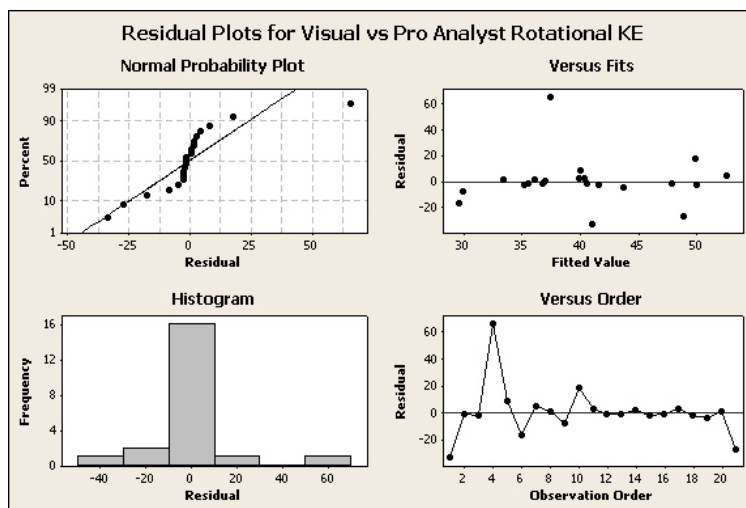 Residual Plots for Visual vs Pro Analyst Rotational KE
Normal Probability Plot
99
90
50
10
1
Percent
-50 -25 0 25 50
Residual
Versus Fits
60
40
20
0
-20
Residual
30 35 40 45 50
Fitted Value
Histogram
16
12
8
4
0
Frequency
-40 -20 0 20 40 60
Residual
Versus Order
60
40
20
0
-20
Residual
2 4 6 8 10 12 14 16 18 20
Observation Order